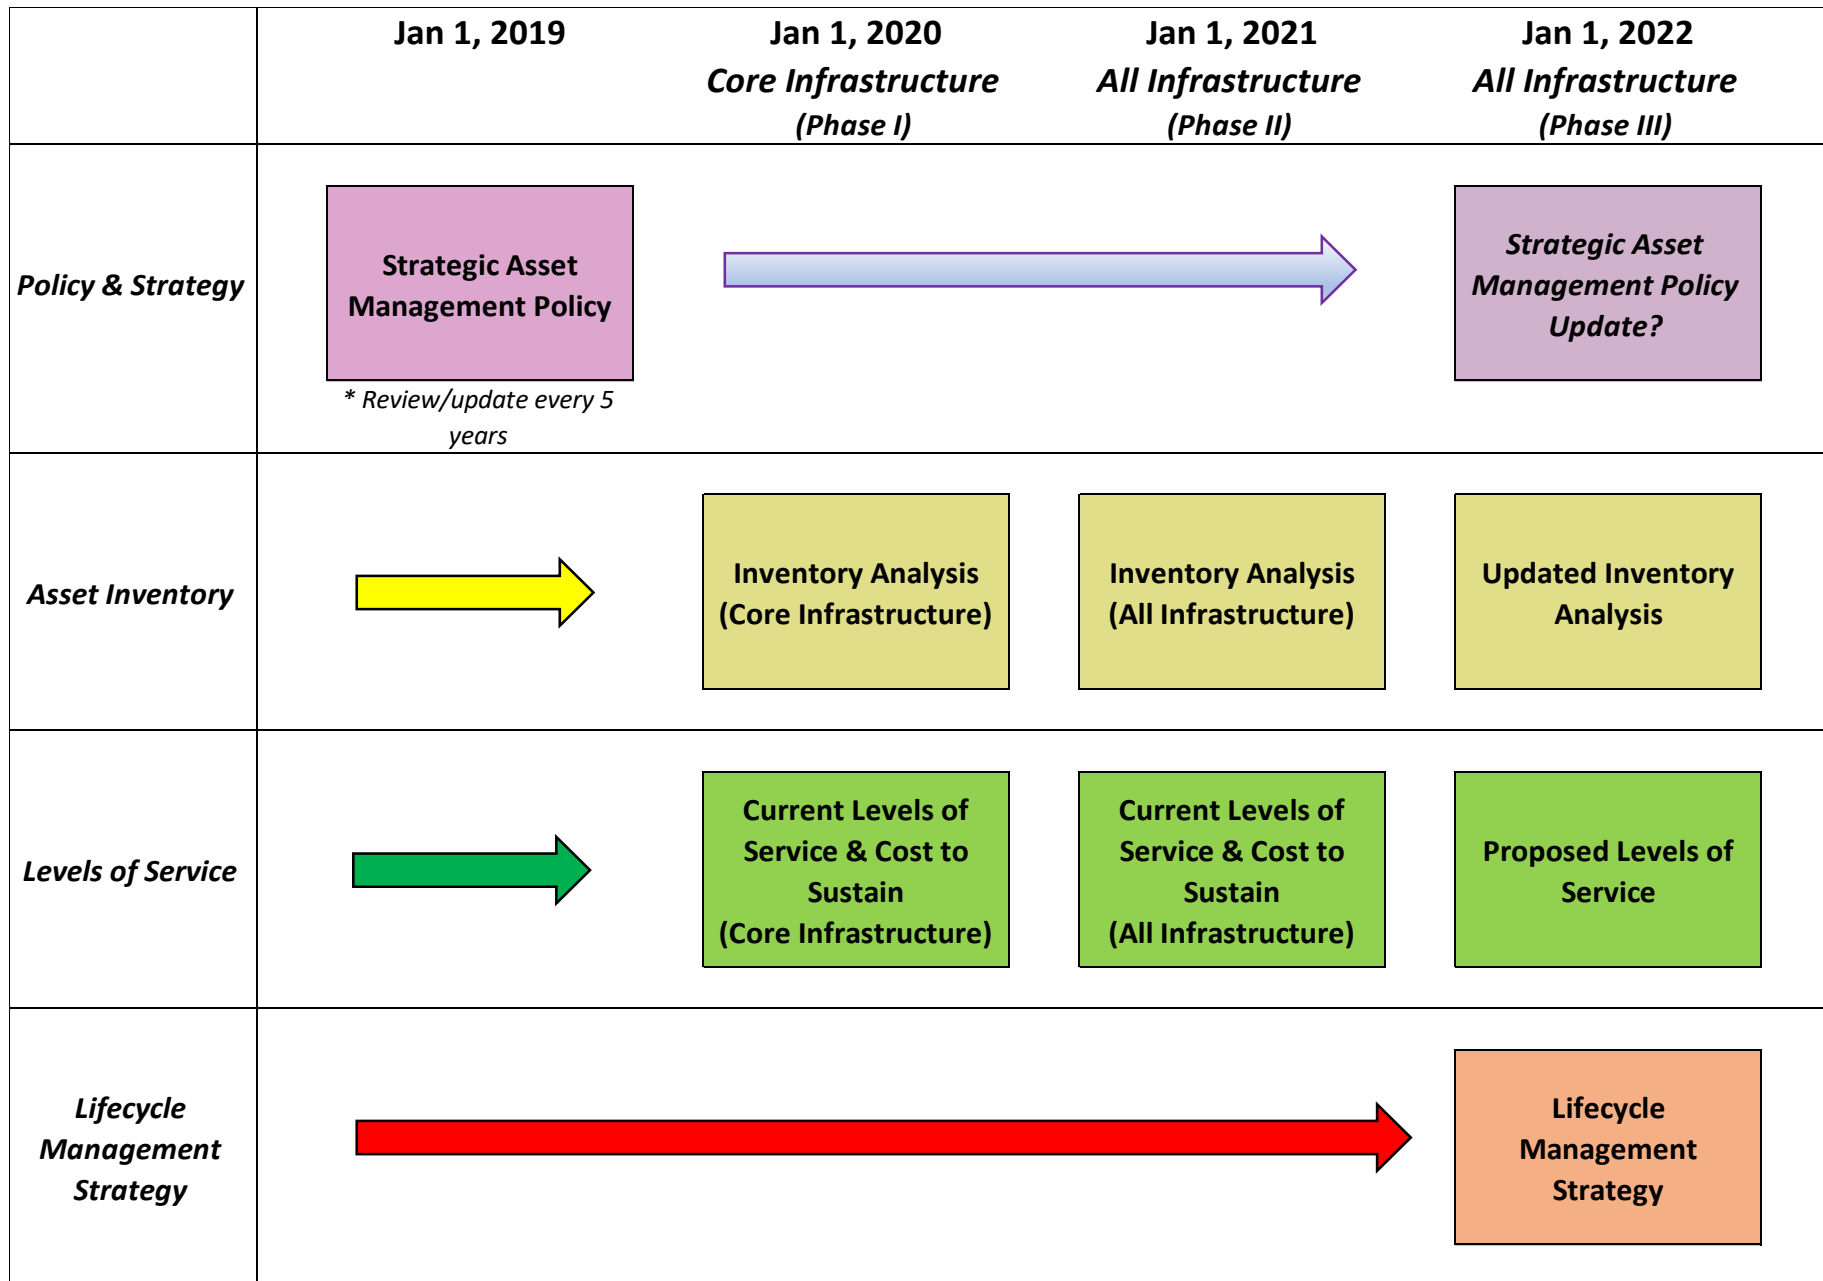 Jan 1, 2019
Jan 1, 2020
Core Infrastructure
(Phase I)
Jan 1, 2021
All Infrastructure
(Phase II)
Jan 1, 2022
All Infrastructure
(Phase III)
Policy & Strategy
Strategic Asset
Management Policy
* Review/update every 5
years
Strategic Asset
Management Policy
Update?
Asset Inventory
Inventory Analysis
(Core Infrastructure)
Inventory Analysis
(All Infrastructure)
Updated Inventory
Analysis
Levels of Service
Current Levels of
Service & Cost to
Sustain
(Core Infrastructure)
Current Levels of
Service & Cost to
Sustain
(All Infrastructure)
Proposed Levels of
Service
Lifecycle
Management
Strategy
Lifecycle
Management
Strategy